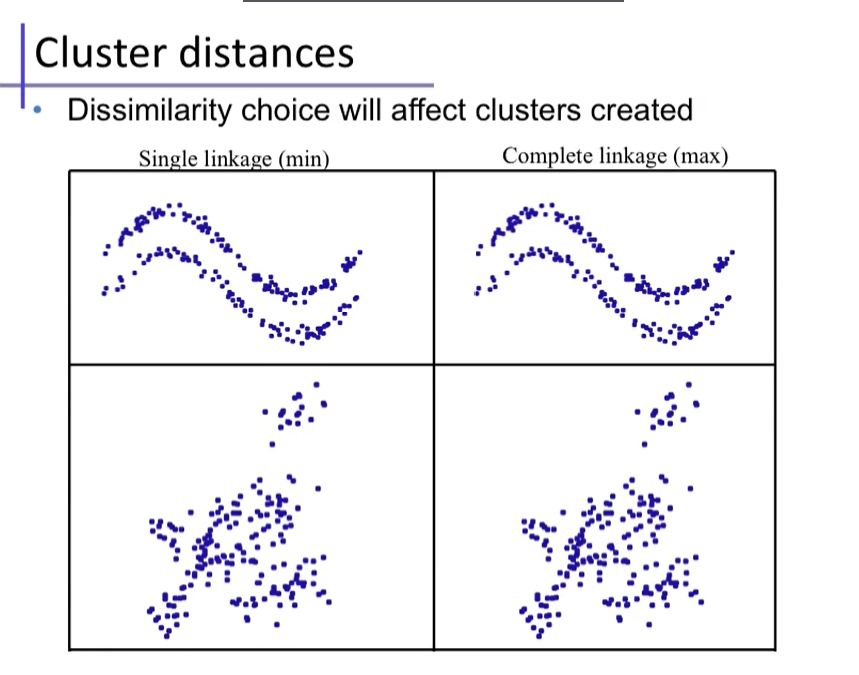 Cluster distances
• Dissimilarity choice will affect clusters created
Single linkage (min)
Complete linkage (max)